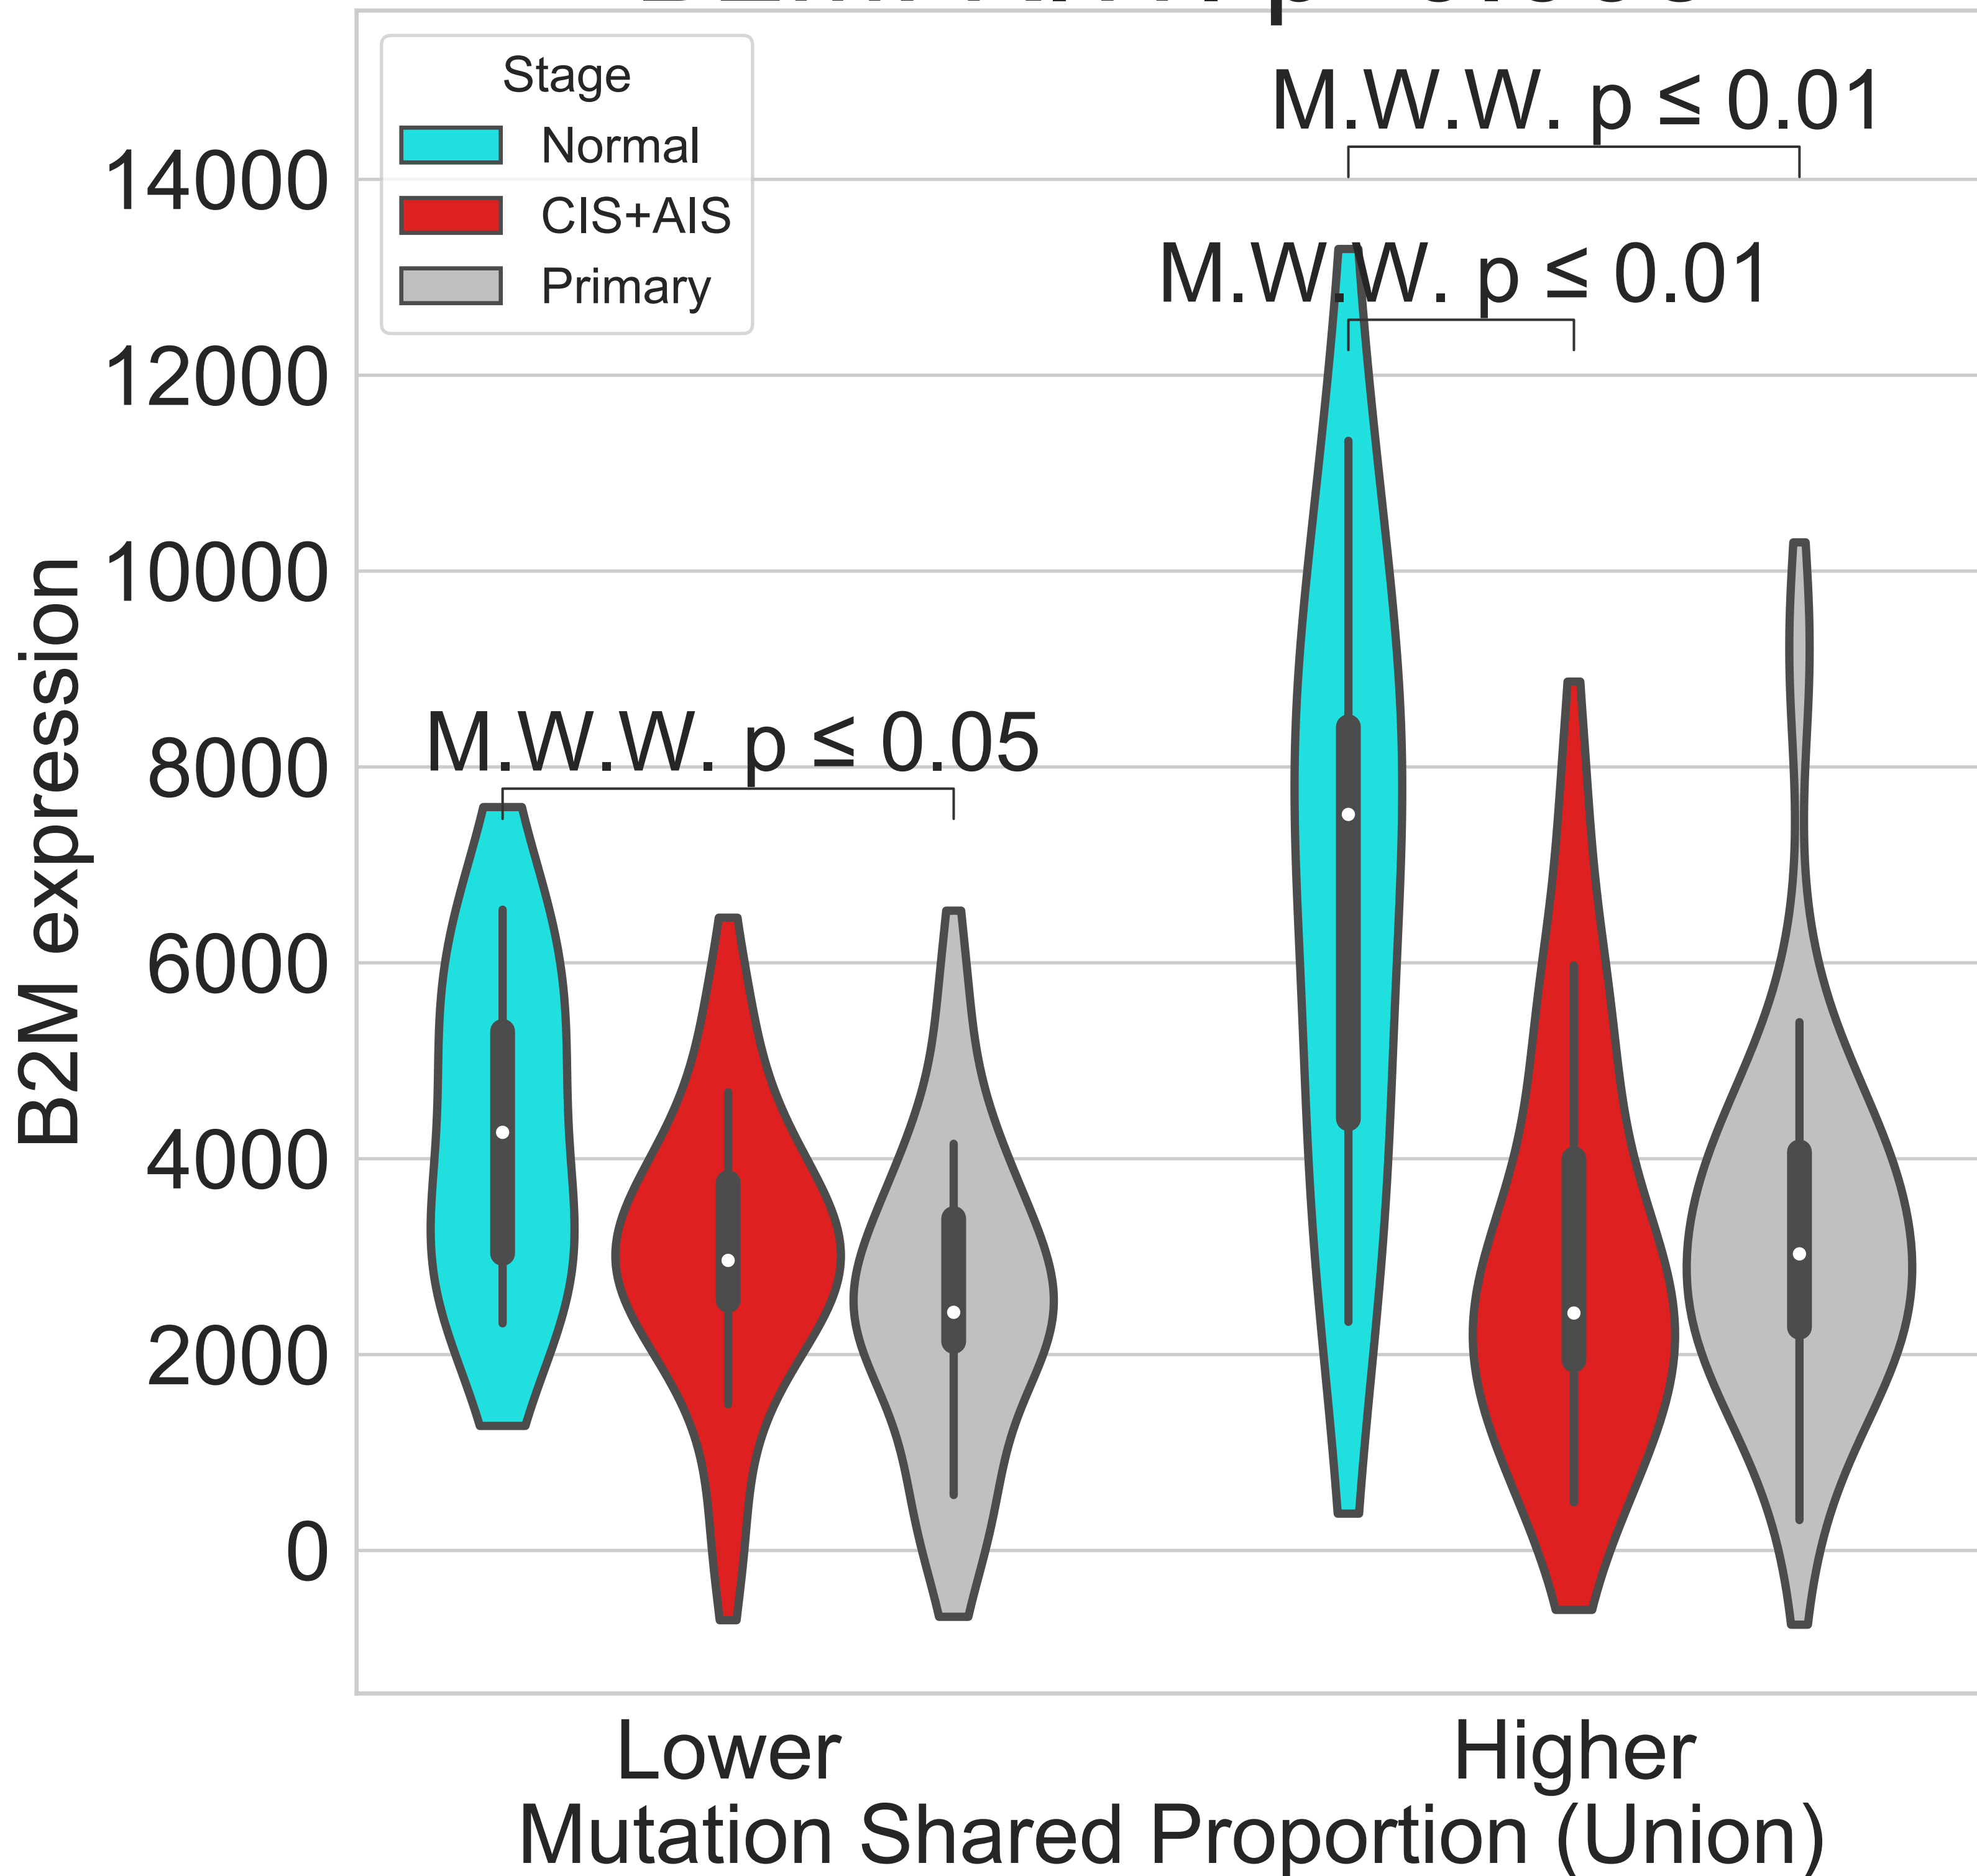 Stage
Normal
CIS+AIS
Primary
M.W.W. p ≤ 0.01
M.W.W. p ≤ 0.01
M.W.W. p ≤ 0.05
14000
12000
10000
8000
6000
4000
2000
0
B2M expression
Lower
Higher
Mutation Shared Proportion (Union)